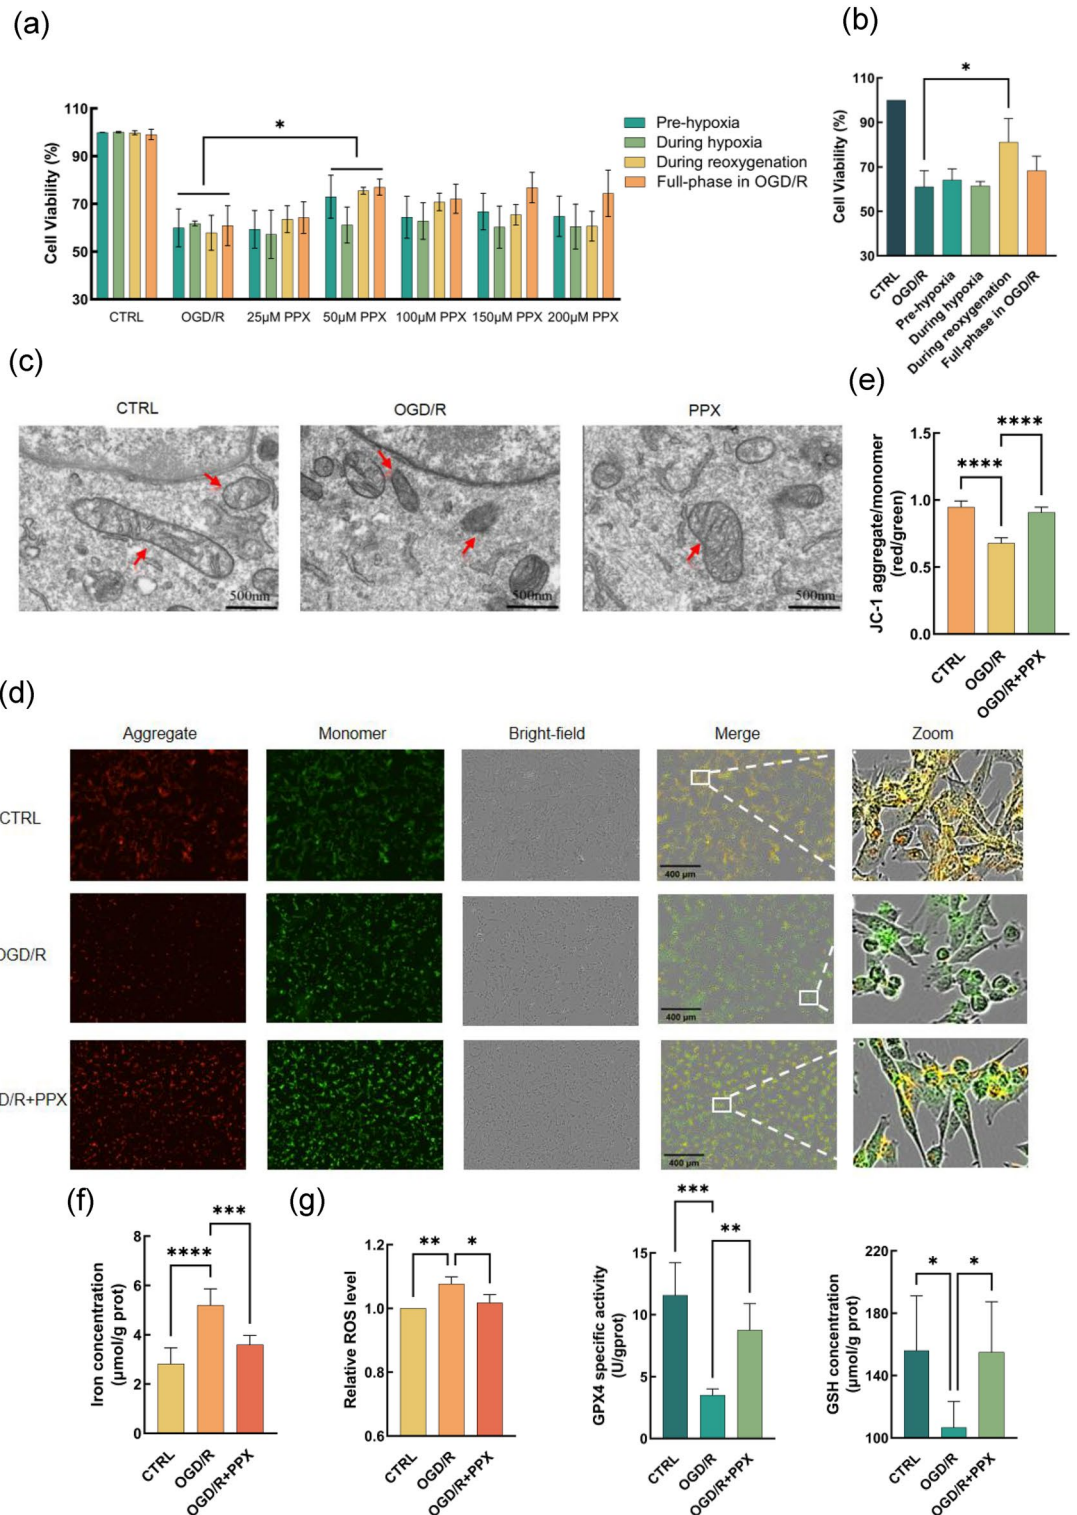 (a)
110
90
70
50
30
Cell Viability (%)
*
CTRL
OGD/R
25μM PPX
50μM PPX
100μM PPX
150μM PPX
200μM PPX
Pre-hypoxia
During hypoxia
During reoxygenation
Full-phase in OGD/R
(b)
110
90
70
50
30
Cell Viability (%)
*
CTRL
OGD/R
Pre-hypoxia
During hypoxia
During reoxygenation
Full-phase in OGD/R
(c)
CTRL
OGD/R
PPX
500nm
500nm
500nm
(e)
1.5
1.0
0.5
0.0
JC-1 aggregate/monomer
(red/green)
****
****
CTRL
OGD/R
OGD/R+PPX
(d)
Aggregate
Monomer
Bright-field
Merge
Zoom
CTRL
400 μm
OGD/R
400 μm
D/R+PPX
400 μm
(f)
8
6
4
2
0
Iron concentration
(μmol/g prot)
****
***
CTRL
OGD/R
OGD/R+PPX
(g)
1.2
1.0
0.8
0.6
Relative ROS level
**
*
CTRL
OGD/R
OGD/R+PPX
15
10
5
0
GPX4 specific activity
(U/gprot)
***
**
CTRL
OGD/R
OGD/R+PPX
220
180
140
100
GSH concentration
(μmol/g prot)
*
*
CTRL
OGD/R
OGD/R+PPX